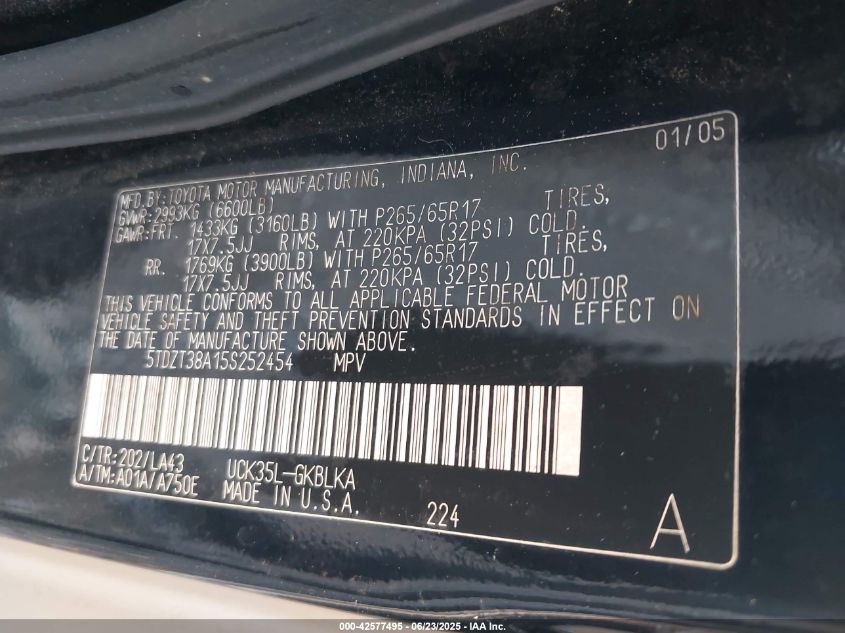 01/05
MFD.BY:TOYOTA MOTOR MANUFACTURING, INDIANA, INC.
GVWR:2993KG (6600LB)
GAWR:FRT. 1433KG (3160LB) WITH P265/65R17 TIRES,
17X7.5JJ RIMS, AT 220KPA (32PSI) COLD.
RR. 1769KG (3900LB) WITH P265/65R17 TIRES,
17X7.5JJ RIMS, AT 220KPA (32PSI) COLD.
THIS VEHICLE CONFORMS TO ALL APPLICABLE FEDERAL MOTOR
VEHICLE SAFETY AND THEFT PREVENTION STANDARDS IN EFFECT ON
THE DATE OF MANUFACTURE SHOWN ABOVE.
5TDZT38A15S252454 MPV
C/TR:202/LA43 UCK35L-GKBLKA
A/TM:A01A/A750E MADE IN U.S.A. 224 A
000-42577495 - 06/23/2025 - IAA Inc.